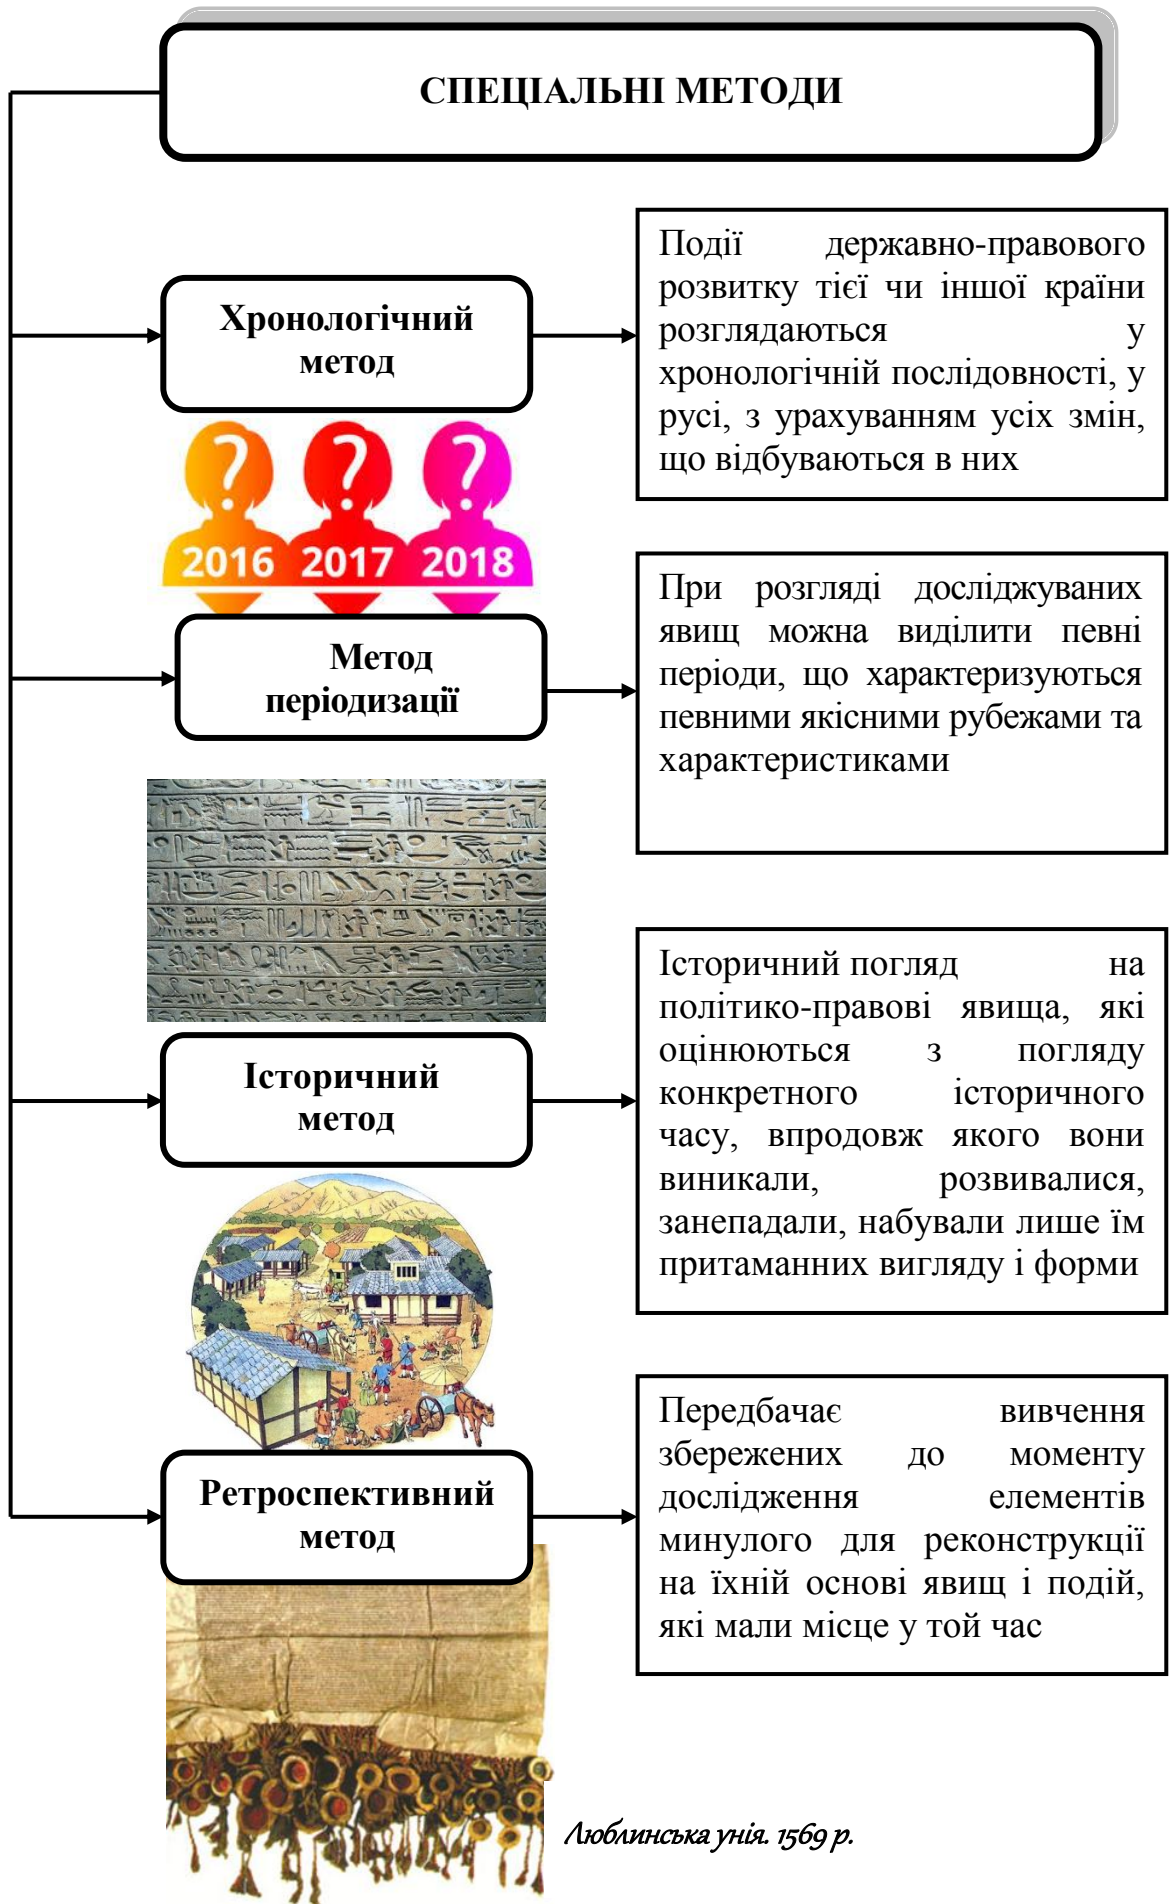 СПЕЦІАЛЬНІ МЕТОДИ
Хронологічний
метод
Події державно-правового
розвитку тієї чи іншої країни
розглядаються у
хронологічній послідовності, у
русі, з урахуванням усіх змін,
що відбуваються в них
? ? ?
2016 2017 2018
Метод
періодизації
При розгляді досліджуваних
явищ можна виділити певні
періоди, що характеризуються
певними якісними рубежами та
характеристиками
Історичний
метод
Історичний погляд на
політико-правові явища, які
оцінюються з погляду
конкретного історичного
часу, впродовж якого вони
виникали, розвивалися,
занепадали, набували лише їм
притаманних вигляду і форми
Ретроспективний
метод
Передбачає вивчення
збережених до моменту
дослідження елементів
минулого для реконструкції
на їхній основі явищ і подій,
які мали місце у той час
Люблинська унія. 1569 р.